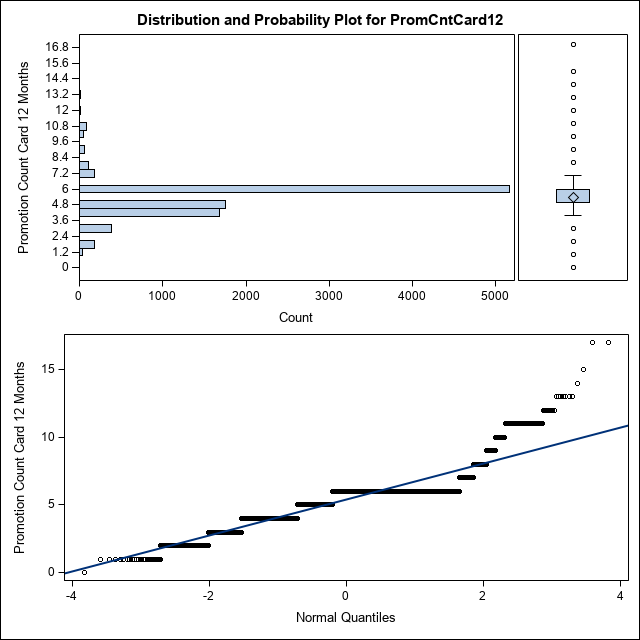 Distribution and Probability Plot for PromCntCard12
Promotion Count Card 12 Months
16.8
15.6
14.4
13.2
12
10.8
9.6
8.4
7.2
6
4.8
3.6
2.4
1.2
0
0 1000 2000 3000 4000 5000
Count
Promotion Count Card 12 Months
15
10
5
0
-4 -2 0 2 4
Normal Quantiles